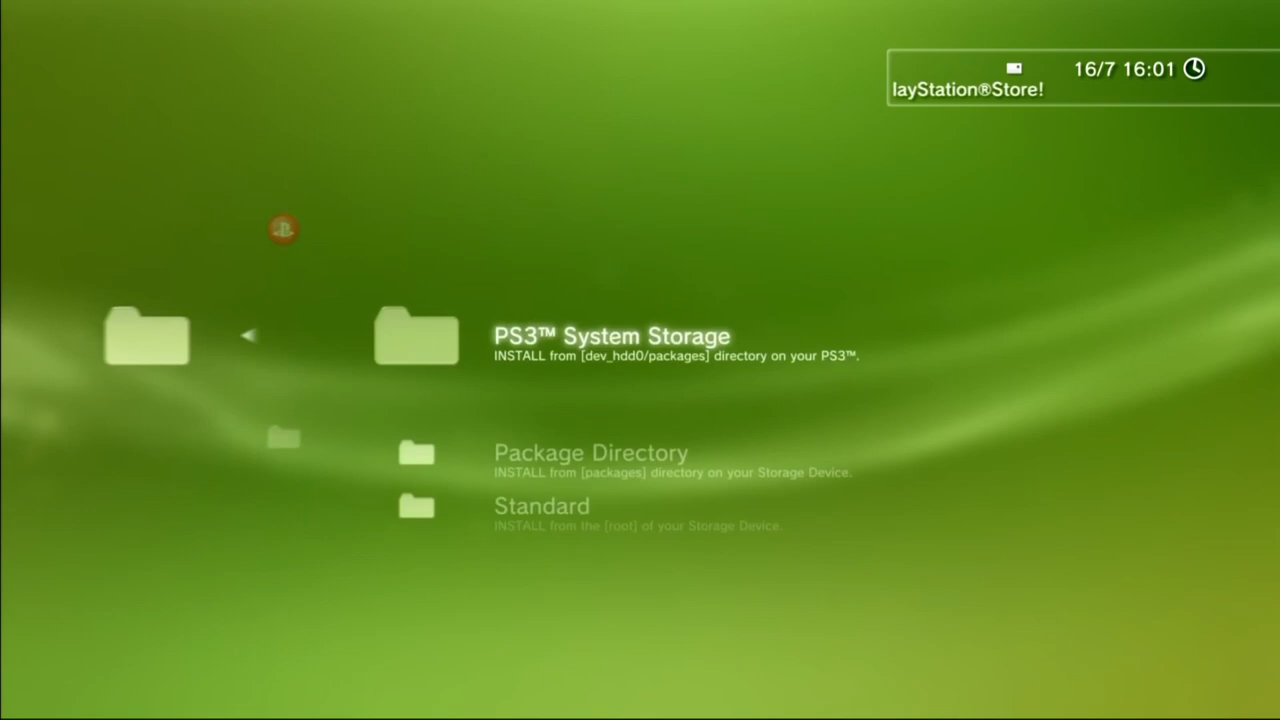 16/7 16:01
layStation®Store!
PS3™ System Storage
INSTALL from [dev_hdd0/packages] directory on your PS3™.
Package Directory
INSTALL from [packages] directory on your Storage Device.
Standard
INSTALL from the [root] of your Storage Device.